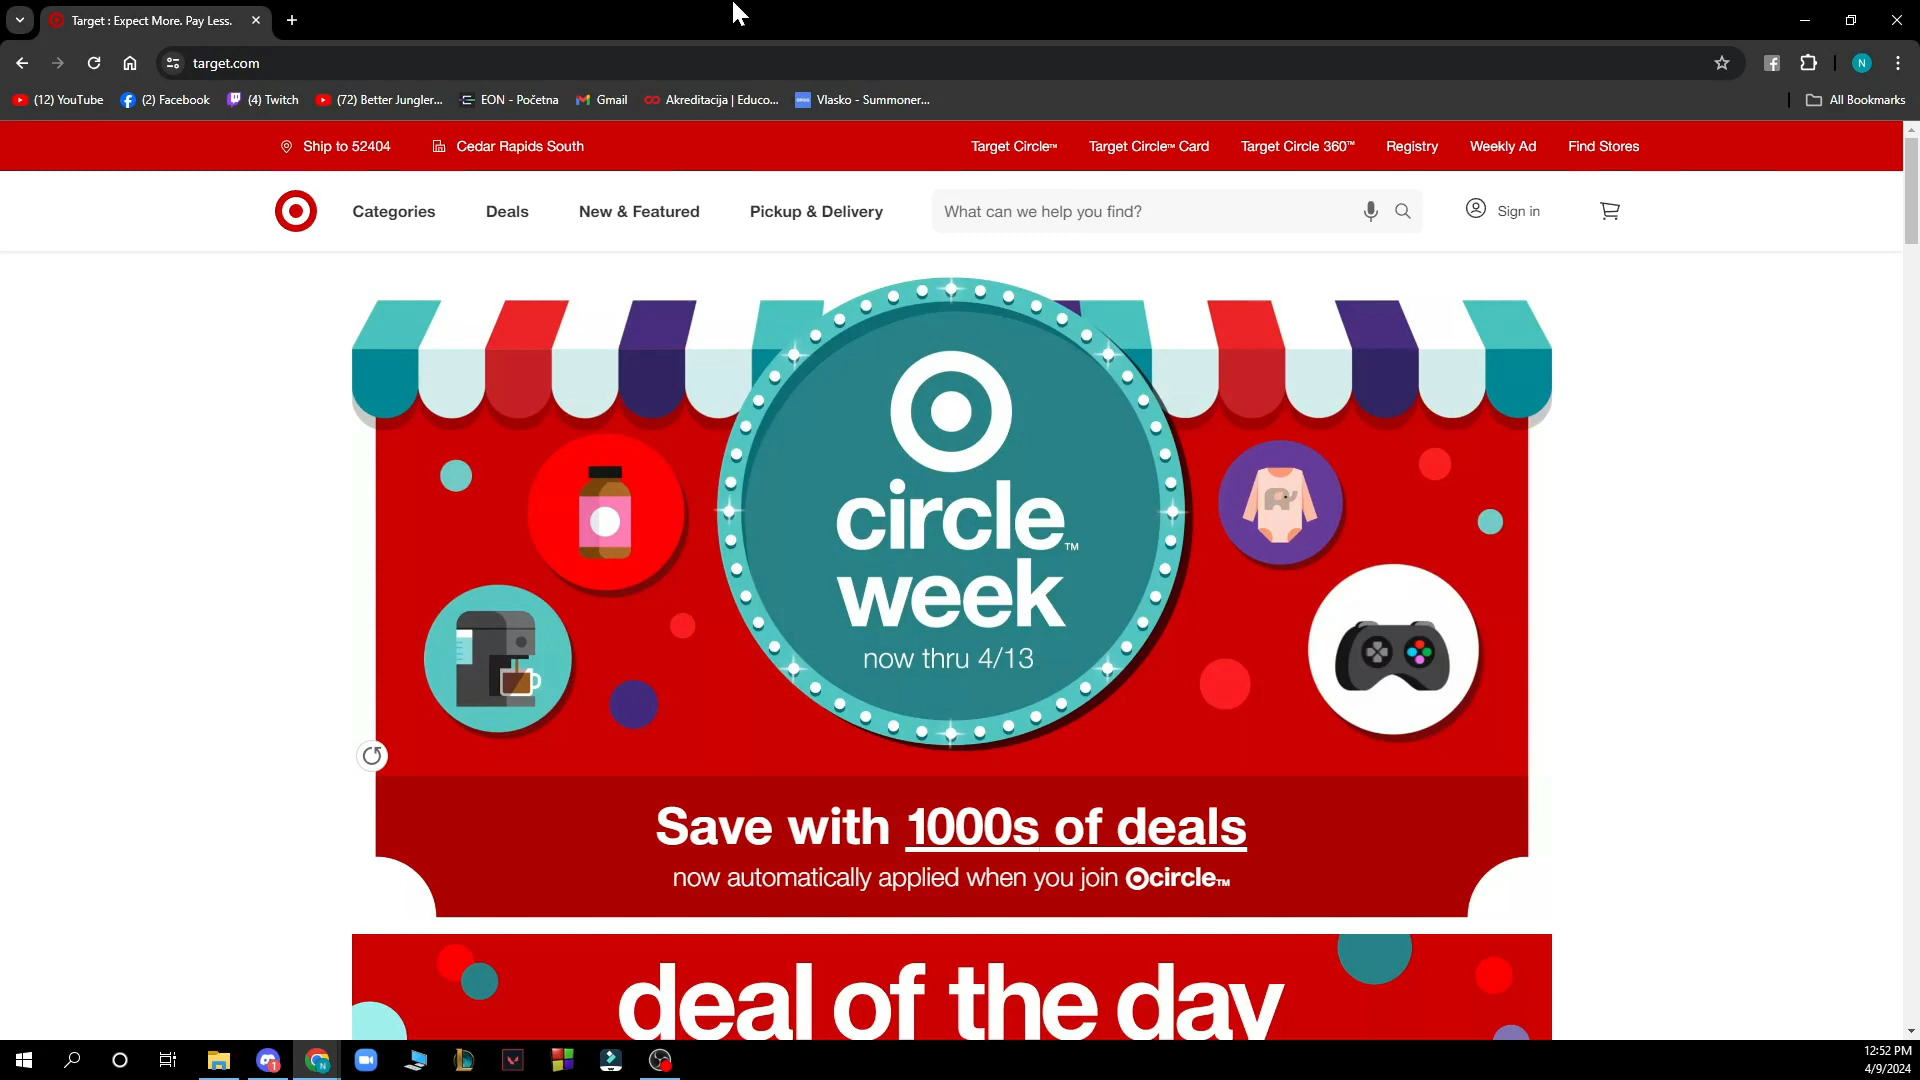 Target : Expect More. Pay Less.
target.com
N
(12) YouTube
(2) Facebook
(4) Twitch
(72) Better Jungler...
EON - Početna
Gmail
Akreditacija | Educo...
Vlasko - Summoner...
All Bookmarks
Ship to 52404
Cedar Rapids South
Target Circle™
Target Circle™ Card
Target Circle 360™
Registry
Weekly Ad
Find Stores
Categories
Deals
New & Featured
Pickup & Delivery
What can we help you find?
Sign in
circle™
week
now thru 4/13
Save with 1000s of deals
now automatically applied when you join circle™
deal of the day
12:52 PM
4/9/2024